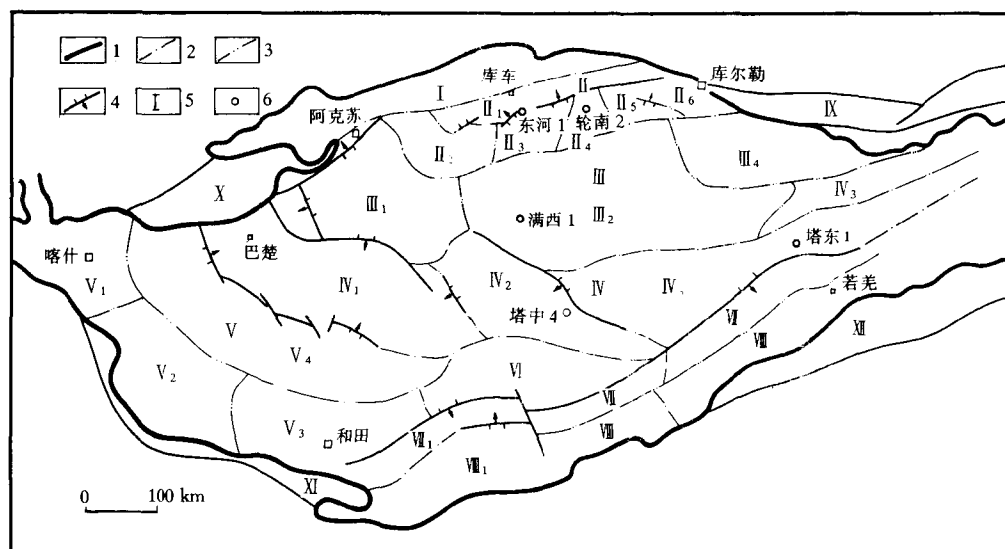 1 2 3
4 5 6
库车
库尔勒
I
II
IX
阿克苏
II₁
东河 1
轮南 2
II₅
II₆
II₃
II₄
III
III₄
X
III₁
IV₃
满西 1
III₂
塔东 1
喀什
巴楚
V₁
IV₁
IV₂
IV
若羌
塔中 4
VII
VIII
XII
V
V₄
V₂
VI
VII
V₃
和田
VII₁
VIII
VIII₁
XI
0 100 km